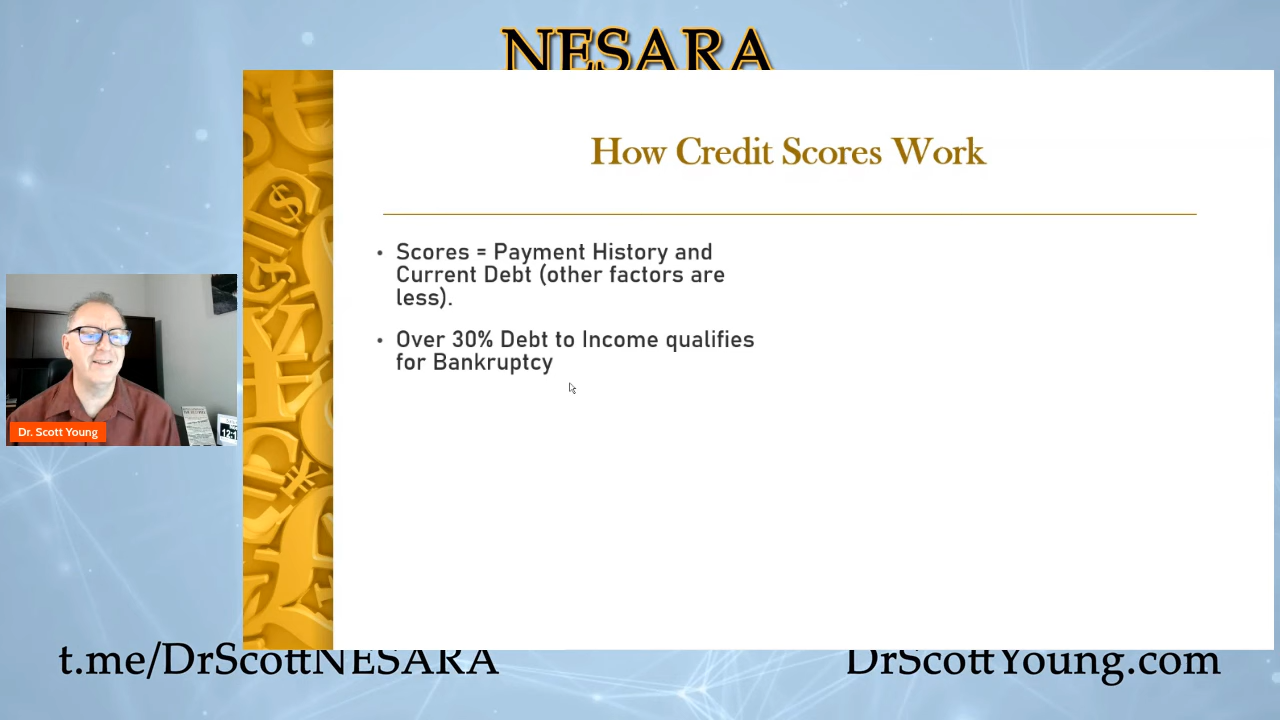 NESARA
How Credit Scores Work
• Scores = Payment History and
Current Debt (other factors are
less).
• Over 30% Debt to Income qualifies
for Bankruptcy
Dr. Scott Young
t.me/DrScottNESARA
DrScottYoung.com